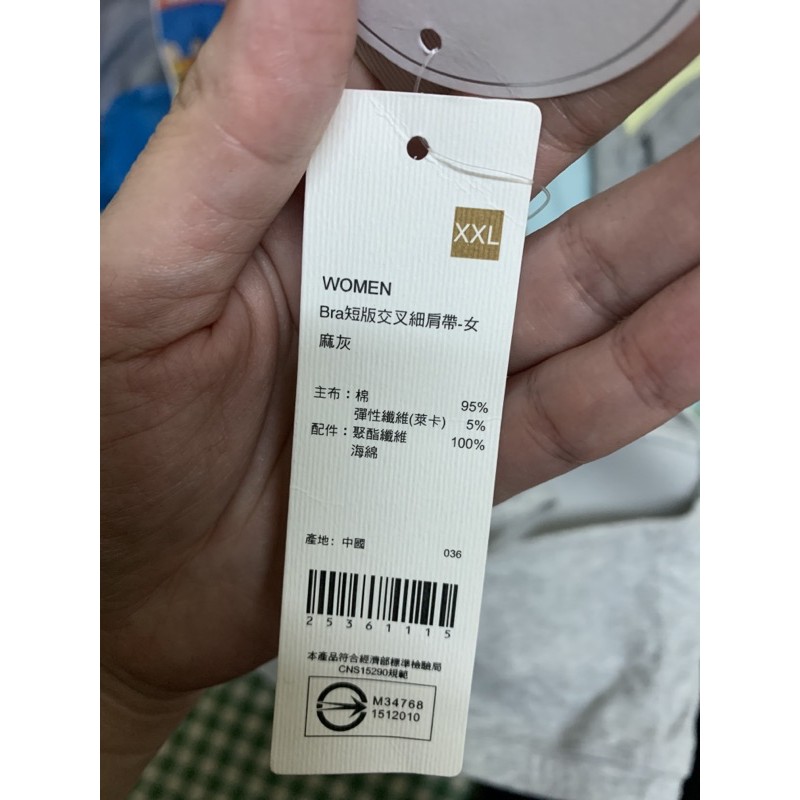 XXL
WOMEN
Bra短版交叉細肩帶-女
麻灰
主布：棉 95%
彈性纖維(萊卡) 5%
配件：聚酯纖維 100%
海綿
產地: 中國 036
25361115
本產品符合經濟部標準檢驗局
CNS15290規範
M34768
1512010